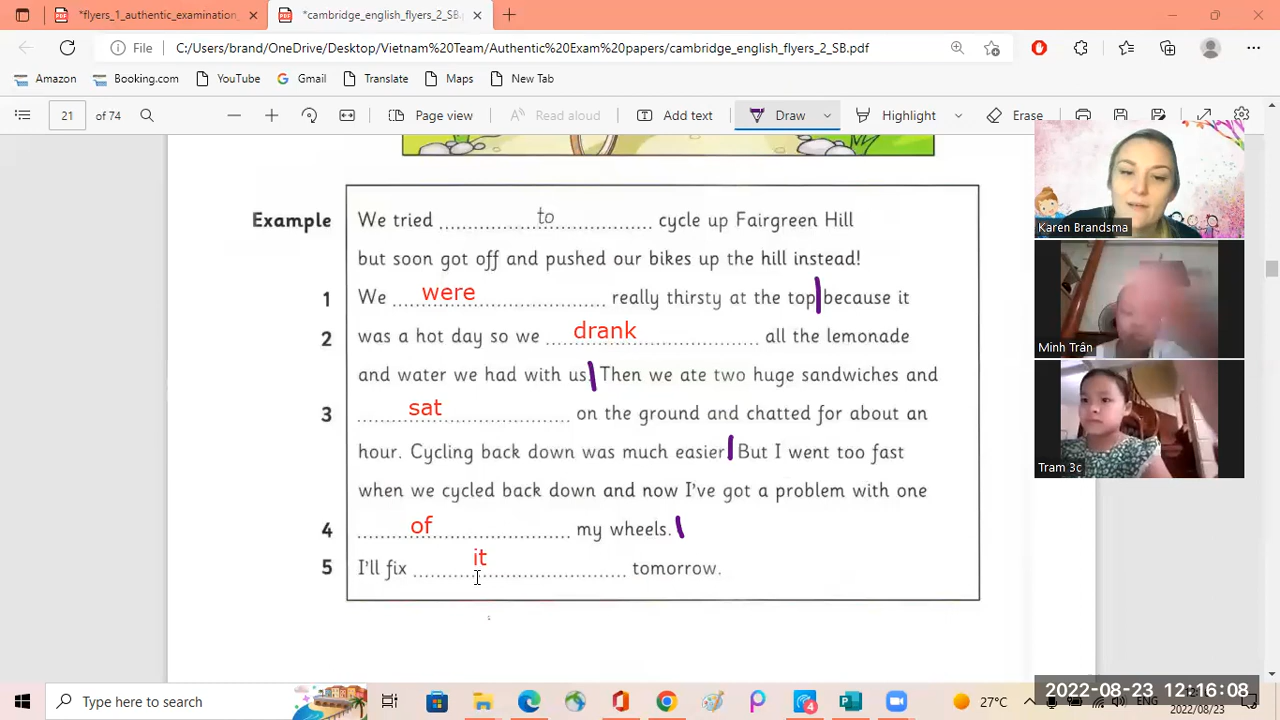 *flyers_1_authentic_examination
*cambridge_english_flyers_2_SB.p
File
C:/Users/brand/OneDrive/Desktop/Vietnam%20Team/Authentic%20Exam%20papers/cambridge_english_flyers_2_SB.pdf
Amazon
Booking.com
YouTube
Gmail
Translate
Maps
New Tab
21 of 74
Page view
Read aloud
Add text
Draw
Highlight
Erase
Karen Brandsma
Minh Trân
Tram 3c
Example We tried to cycle up Fairgreen Hill
but soon got off and pushed our bikes up the hill instead!
1 We were really thirsty at the top because it
2 was a hot day so we drank all the lemonade
and water we had with us. Then we ate two huge sandwiches and
3 sat on the ground and chatted for about an
hour. Cycling back down was much easier. But I went too fast
when we cycled back down and now I've got a problem with one
4 of my wheels.
5 I'll fix it tomorrow.
Type here to search
4
27°C
ENG
2022-08-23 12:16:08
2022/08/23